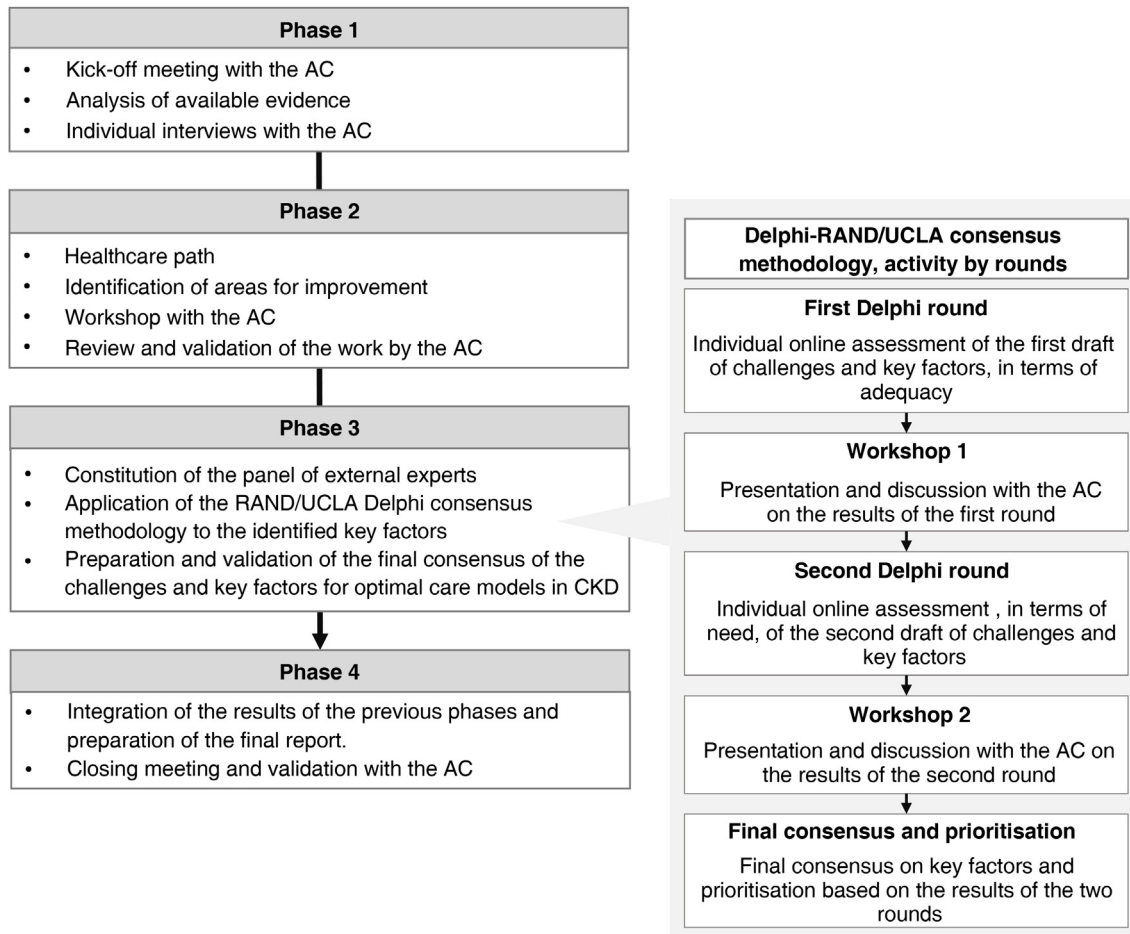 Phase 1
• Kick-off meeting with the AC
• Analysis of available evidence
• Individual interviews with the AC
Phase 2
• Healthcare path
• Identification of areas for improvement
• Workshop with the AC
• Review and validation of the work by the AC
Phase 3
• Constitution of the panel of external experts
• Application of the RAND/UCLA Delphi consensus
methodology to the identified key factors
• Preparation and validation of the final consensus of the
challenges and key factors for optimal care models in CKD
Phase 4
• Integration of the results of the previous phases and
preparation of the final report.
• Closing meeting and validation with the AC
Delphi-RAND/UCLA consensus
methodology, activity by rounds
First Delphi round
Individual online assessment of the first draft
of challenges and key factors, in terms of
adequacy
Workshop 1
Presentation and discussion with the AC
on the results of the first round
Second Delphi round
Individual online assessment , in terms of
need, of the second draft of challenges and
key factors
Workshop 2
Presentation and discussion with the AC on
the results of the second round
Final consensus and prioritisation
Final consensus on key factors and
prioritisation based on the results of the two
rounds